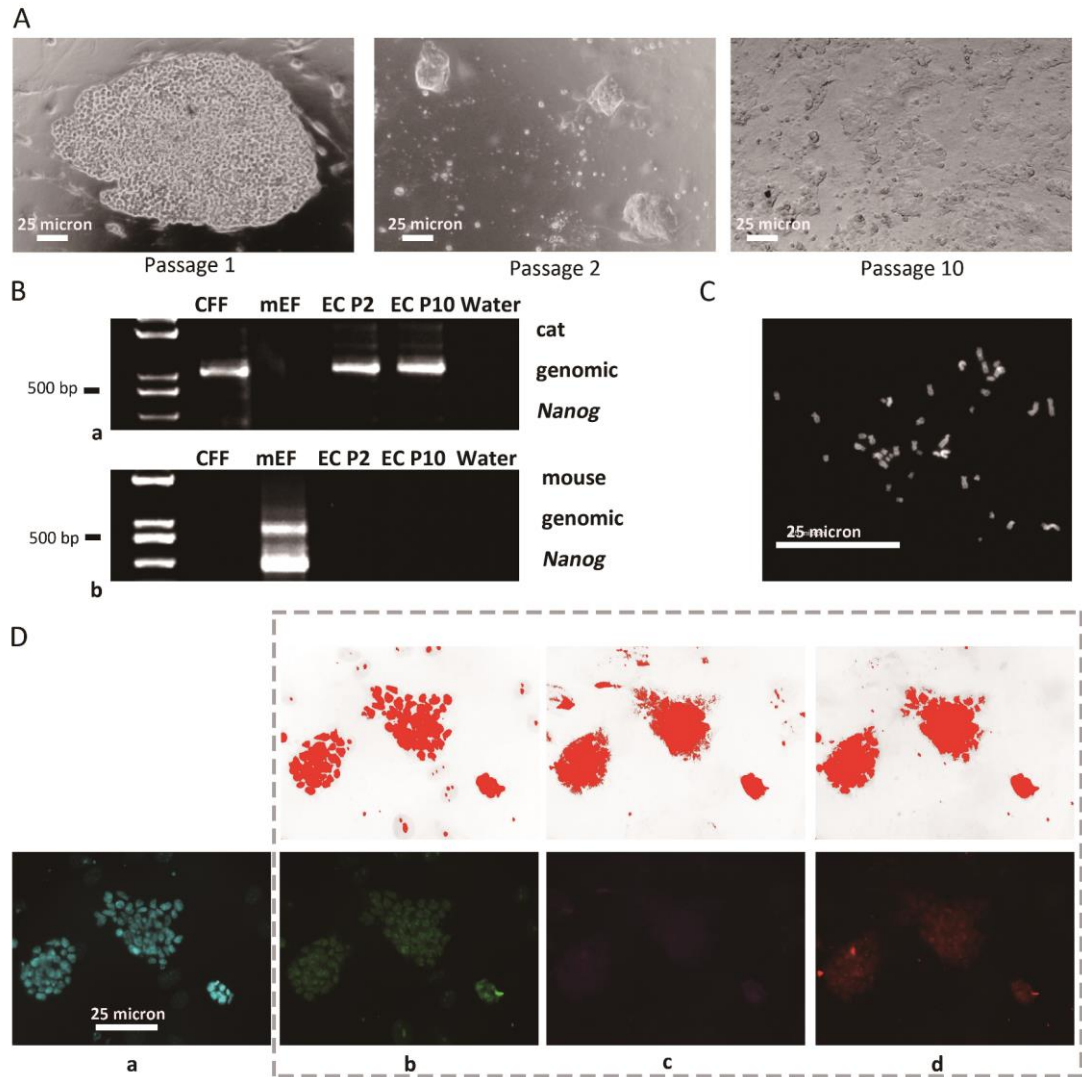 A
25 micron
25 micron
25 micron
Passage 1
Passage 2
Passage 10
B
CFF mEF EC P2 EC P10 Water
cat
genomic
Nanog
500 bp
a
CFF mEF EC P2 EC P10 Water
mouse
genomic
Nanog
500 bp
b
C
25 micron
D
25 micron
a
b
c
d